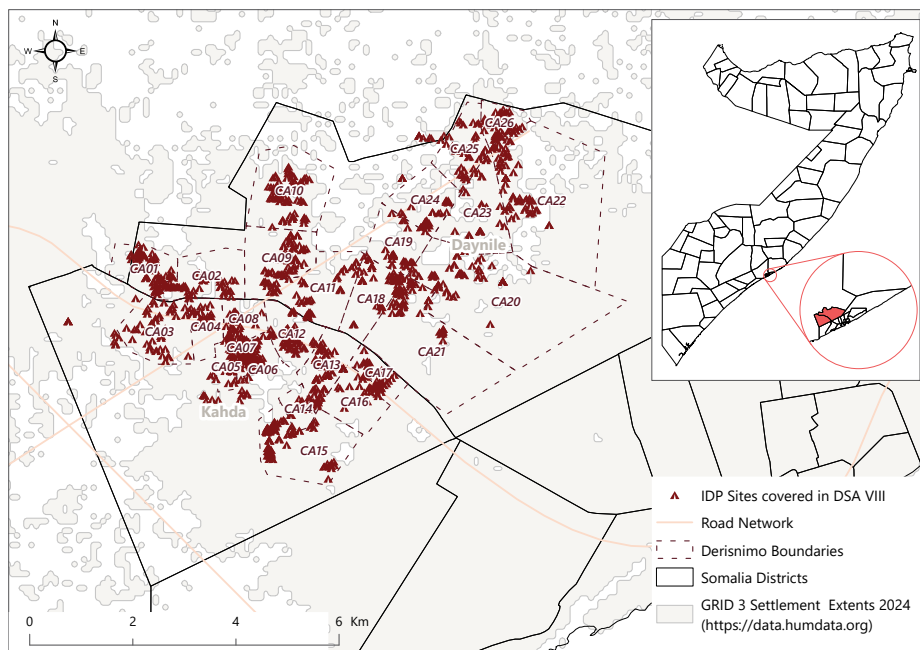 N
W
E
S
CA26
CA25
CA10
CA24
CA22
CA23
CA19
Daynile
CA01
CA09
CA02
CA11
CA18
CA20
CA03
CA04
CA08
CA12
CA07
CA21
CA05
CA06
CA13
CA17
Kahda
CA14
CA16
CA15
IDP Sites covered in DSA VIII
Road Network
Derisnimo Boundaries
Somalia Districts
GRID 3 Settlement Extents 2024
(https://data.humdata.org)
0
2
4
6 Km